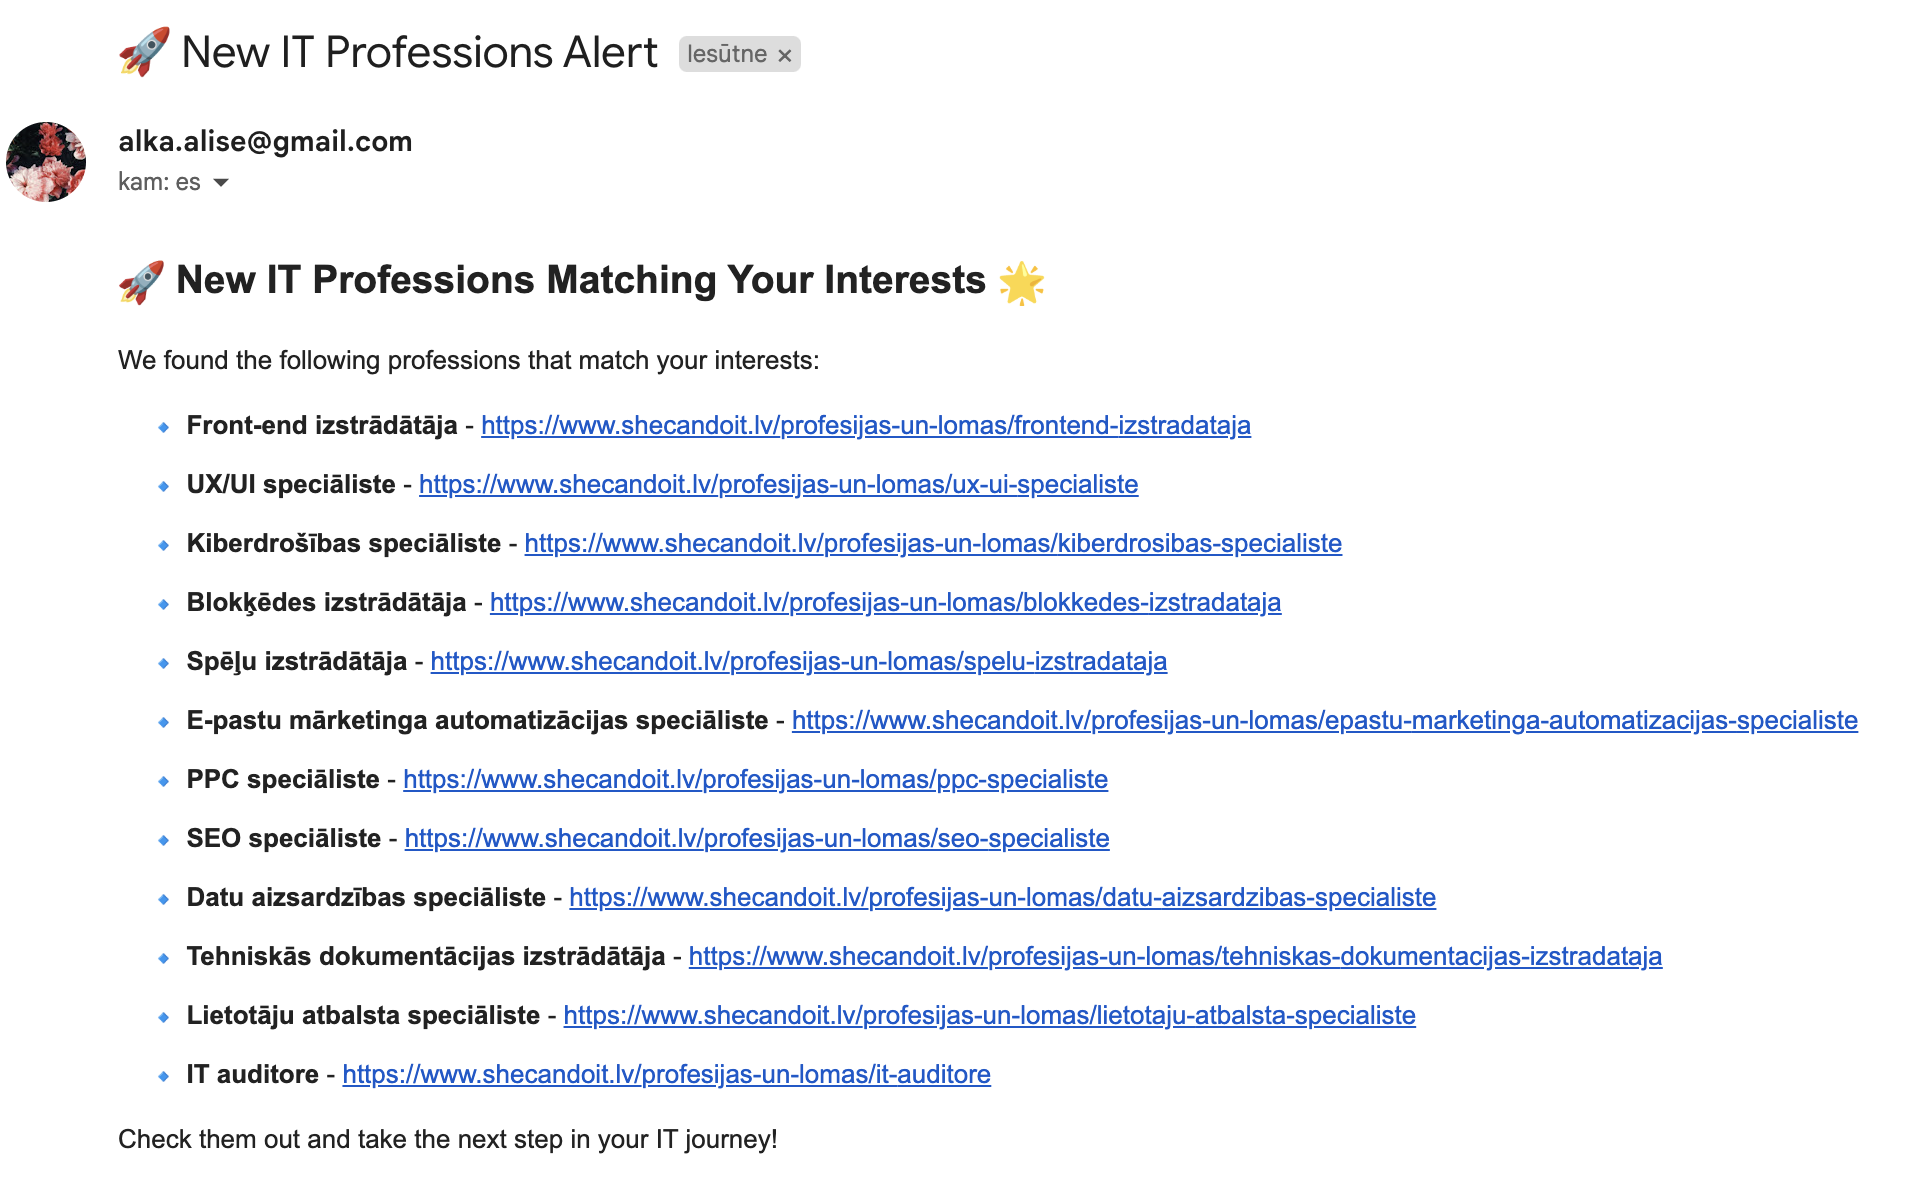 🚀 New IT Professions Alert Iesūtne ×
alka.alise@gmail.com
kam: es
🚀 New IT Professions Matching Your Interests 🌟
We found the following professions that match your interests:
🔹 Front-end izstrādātāja - https://www.shecandoit.lv/profesijas-un-lomas/frontend-izstradataja
🔹 UX/UI speciāliste - https://www.shecandoit.lv/profesijas-un-lomas/ux-ui-specialiste
🔹 Kiberdrošības speciāliste - https://www.shecandoit.lv/profesijas-un-lomas/kiberdrosibas-specialiste
🔹 Blokķēdes izstrādātāja - https://www.shecandoit.lv/profesijas-un-lomas/blokkedes-izstradataja
🔹 Spēļu izstrādātāja - https://www.shecandoit.lv/profesijas-un-lomas/spelu-izstradataja
🔹 E-pastu mārketinga automatizācijas speciāliste - https://www.shecandoit.lv/profesijas-un-lomas/epastu-marketinga-automatizacijas-specialiste
🔹 PPC speciāliste - https://www.shecandoit.lv/profesijas-un-lomas/ppc-specialiste
🔹 SEO speciāliste - https://www.shecandoit.lv/profesijas-un-lomas/seo-specialiste
🔹 Datu aizsardzības speciāliste - https://www.shecandoit.lv/profesijas-un-lomas/datu-aizsardzibas-specialiste
🔹 Tehniskās dokumentācijas izstrādātāja - https://www.shecandoit.lv/profesijas-un-lomas/tehniskas-dokumentacijas-izstradataja
🔹 Lietotāju atbalsta speciāliste - https://www.shecandoit.lv/profesijas-un-lomas/lietotaju-atbalsta-specialiste
🔹 IT auditore - https://www.shecandoit.lv/profesijas-un-lomas/it-auditore
Check them out and take the next step in your IT journey!